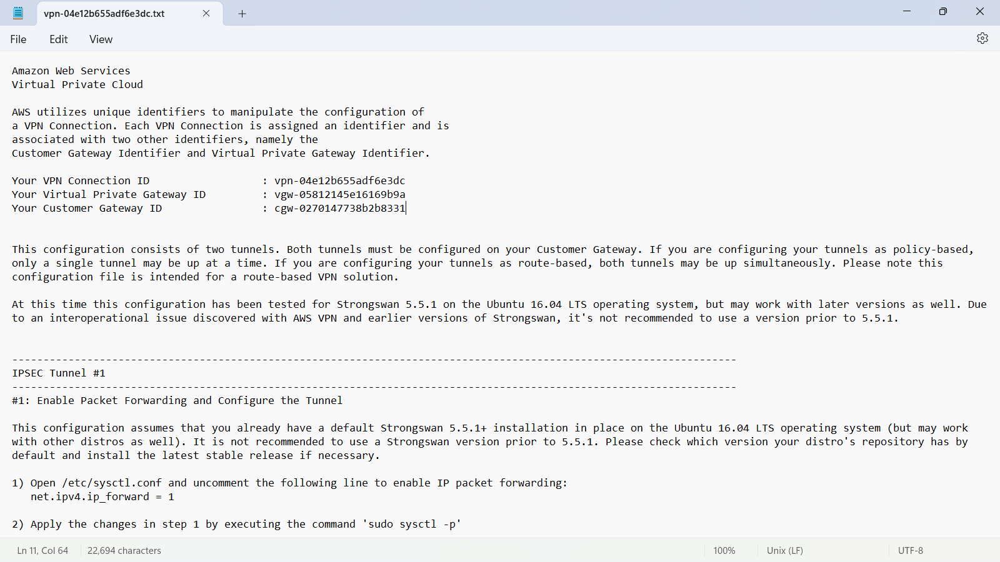 vpn-04e12b655adf6e3dc.txt
File Edit View
Amazon Web Services
Virtual Private Cloud
AWS utilizes unique identifiers to manipulate the configuration of
a VPN Connection. Each VPN Connection is assigned an identifier and is
associated with two other identifiers, namely the
Customer Gateway Identifier and Virtual Private Gateway Identifier.
Your VPN Connection ID : vpn-04e12b655adf6e3dc
Your Virtual Private Gateway ID : vgw-05812145e16169b9a
Your Customer Gateway ID : cgw-0270147738b2b8331
This configuration consists of two tunnels. Both tunnels must be configured on your Customer Gateway. If you are configuring your tunnels as policy-based,
only a single tunnel may be up at a time. If you are configuring your tunnels as route-based, both tunnels may be up simultaneously. Please note this
configuration file is intended for a route-based VPN solution.
At this time this configuration has been tested for Strongswan 5.5.1 on the Ubuntu 16.04 LTS operating system, but may work with later versions as well. Due
to an interoperational issue discovered with AWS VPN and earlier versions of Strongswan, it's not recommended to use a version prior to 5.5.1.
--------------------------------------------------------------------------------------------------------------------
IPSEC Tunnel #1
--------------------------------------------------------------------------------------------------------------------
#1: Enable Packet Forwarding and Configure the Tunnel
This configuration assumes that you already have a default Strongswan 5.5.1+ installation in place on the Ubuntu 16.04 LTS operating system (but may work
with other distros as well). It is not recommended to use a Strongswan version prior to 5.5.1. Please check which version your distro's repository has by
default and install the latest stable release if necessary.
1) Open /etc/sysctl.conf and uncomment the following line to enable IP packet forwarding:
net.ipv4.ip_forward = 1
2) Apply the changes in step 1 by executing the command 'sudo sysctl -p'
Ln 11, Col 64 22,694 characters 100% Unix (LF) UTF-8